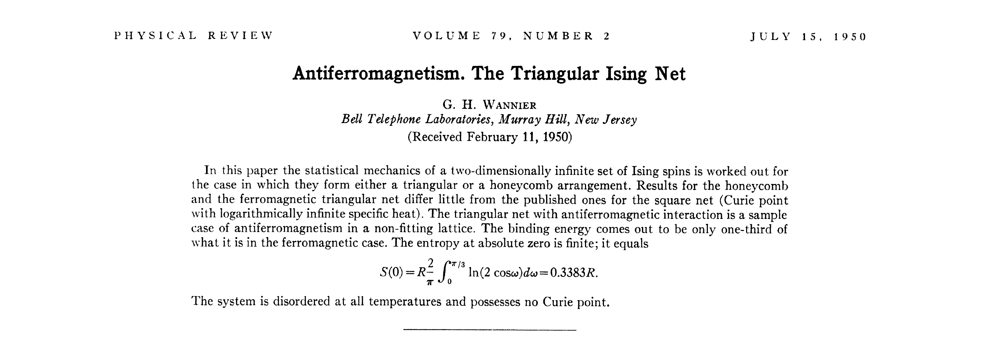 PHYSICAL REVIEW VOLUME 79, NUMBER 2 JULY 15, 1950
Antiferromagnetism. The Triangular Ising Net
G. H. WANNIER
Bell Telephone Laboratories, Murray Hill, New Jersey
(Received February 11, 1950)
In this paper the statistical mechanics of a two-dimensionally infinite set of Ising spins is worked out for
the case in which they form either a triangular or a honeycomb arrangement. Results for the honeycomb
and the ferromagnetic triangular net differ little from the published ones for the square net (Curie point
with logarithmically infinite specific heat). The triangular net with antiferromagnetic interaction is a sample
case of antiferromagnetism in a non-fitting lattice. The binding energy comes out to be only one-third of
what it is in the ferromagnetic case. The entropy at absolute zero is finite; it equals
S(0)=R 2/π ∫₀^{π/3} ln(2 cosω)dω=0.3383R.
The system is disordered at all temperatures and possesses no Curie point.